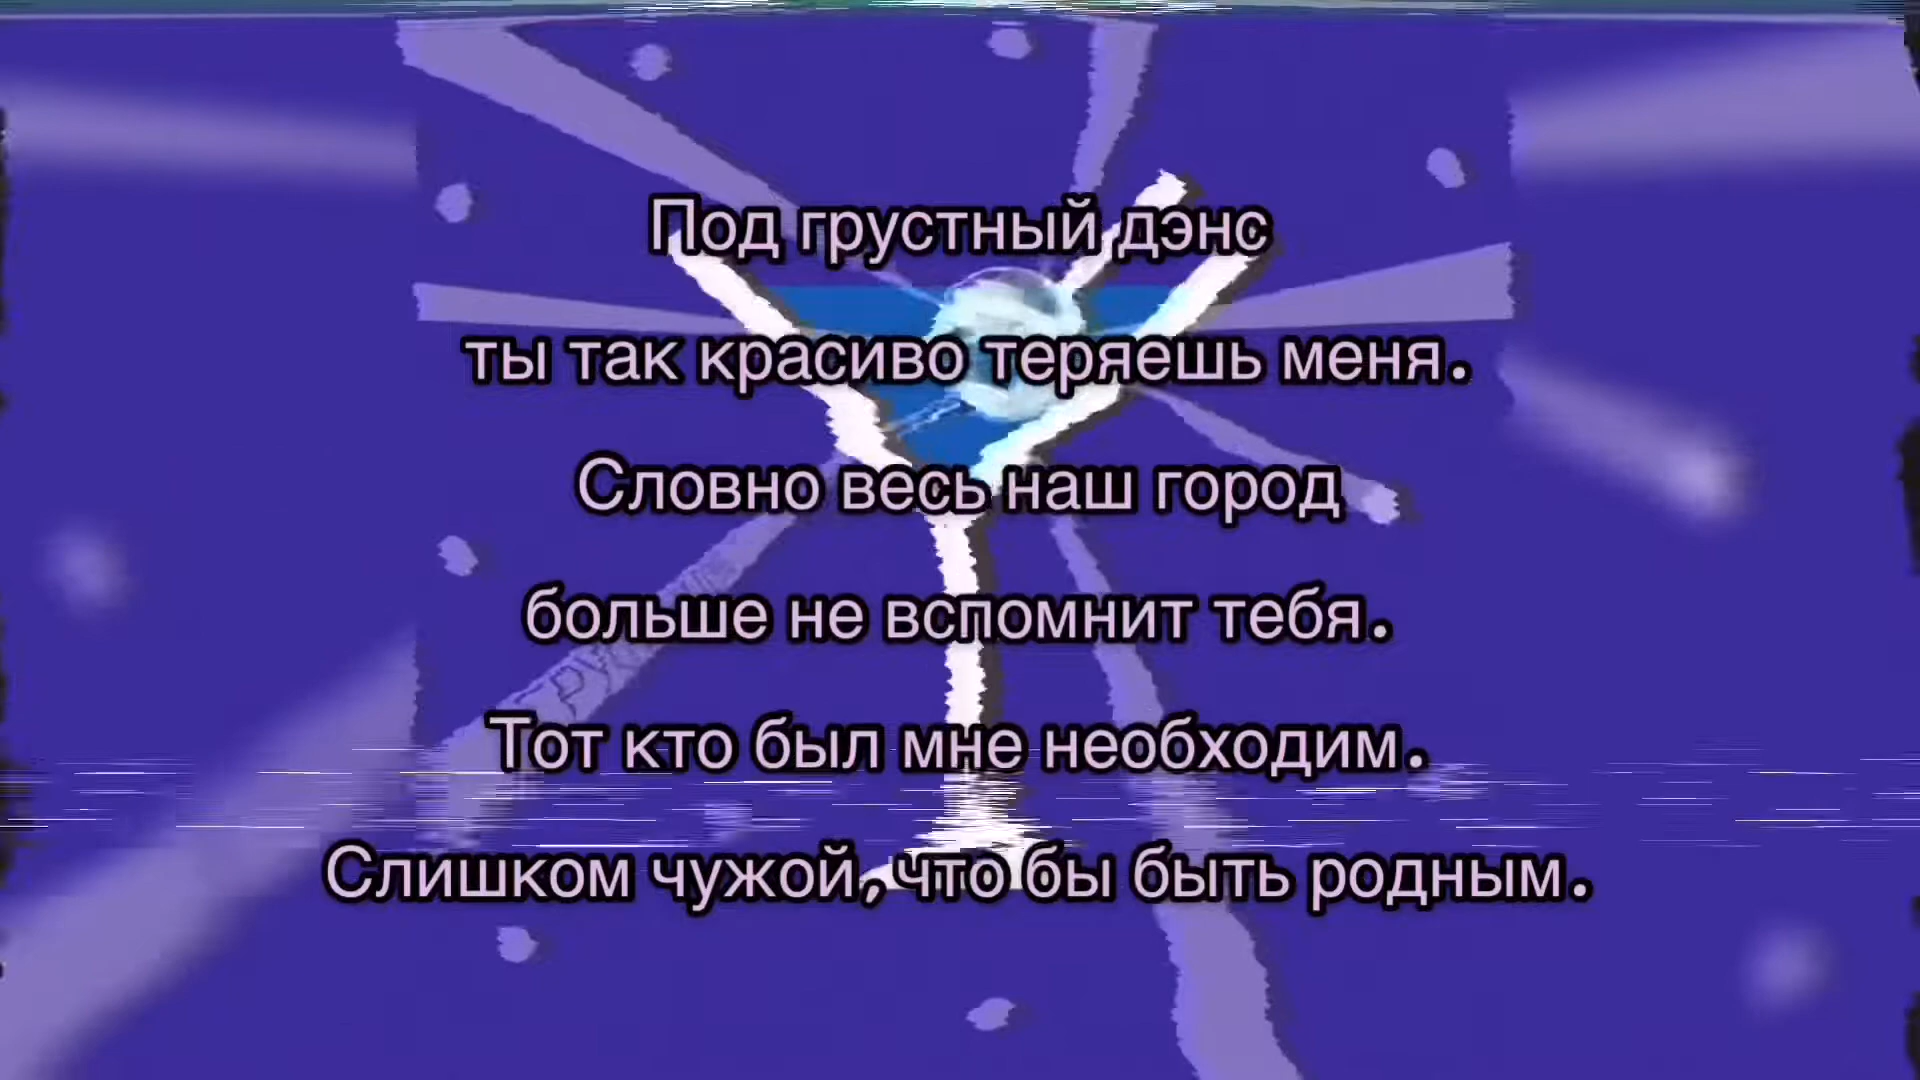 Под грустный дэнс
ты так красиво теряешь меня.
Словно весь наш город
больше не вспомнит тебя.
Тот кто был мне необходим.
Слишком чужой,что бы быть родным.